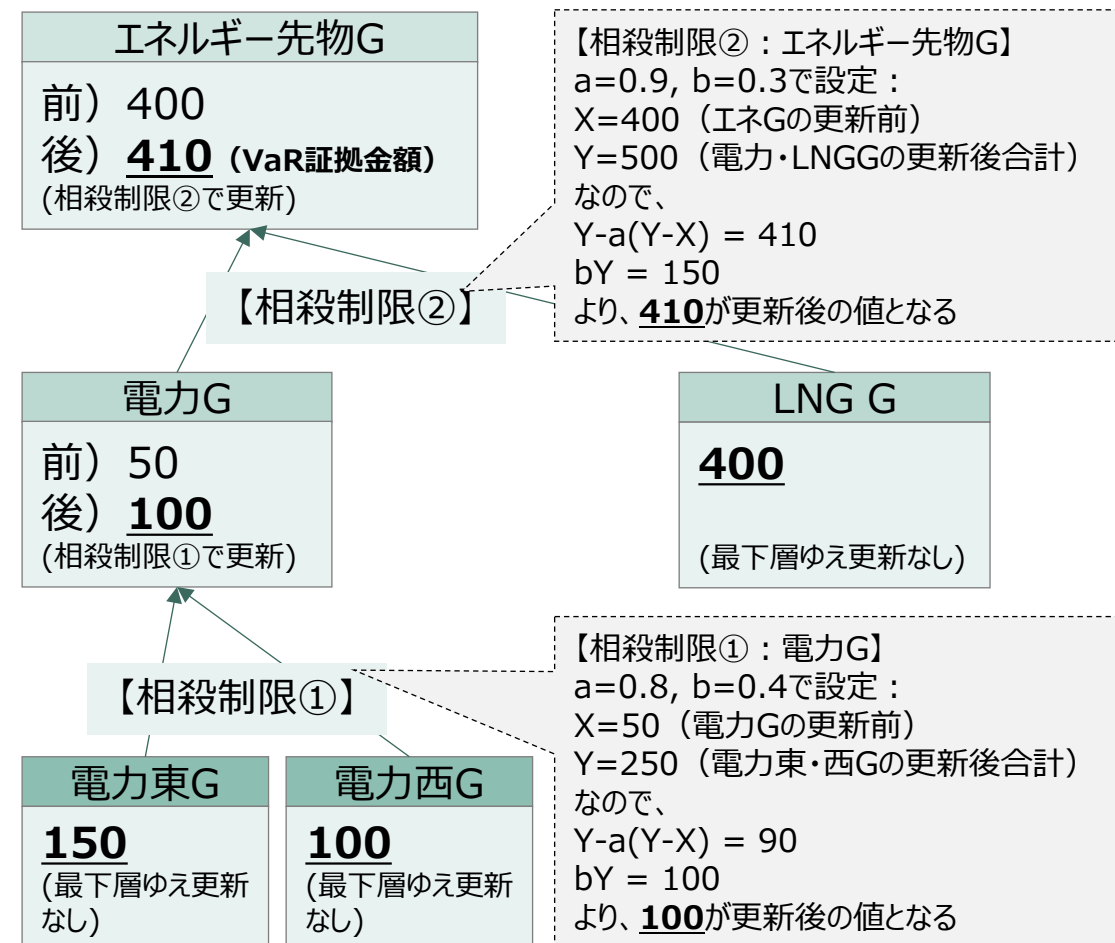 エネルギー先物G
前）400
後）410（VaR証拠金額）
(相殺制限②で更新)
【相殺制限②：エネルギー先物G】
a=0.9, b=0.3で設定：
X=400（エネGの更新前）
Y=500（電力・LNGGの更新後合計）
なので、
Y-a(Y-X) = 410
bY = 150
より、410が更新後の値となる
【相殺制限②】
電力G
前）50
後）100
(相殺制限①で更新)
LNG G
400
(最下層ゆえ更新なし)
【相殺制限①】
【相殺制限①：電力G】
a=0.8, b=0.4で設定：
X=50（電力Gの更新前）
Y=250（電力東・西Gの更新後合計）
なので、
Y-a(Y-X) = 90
bY = 100
より、100が更新後の値となる
電力東G
150
(最下層ゆえ更新
なし)
電力西G
100
(最下層ゆえ更新
なし)